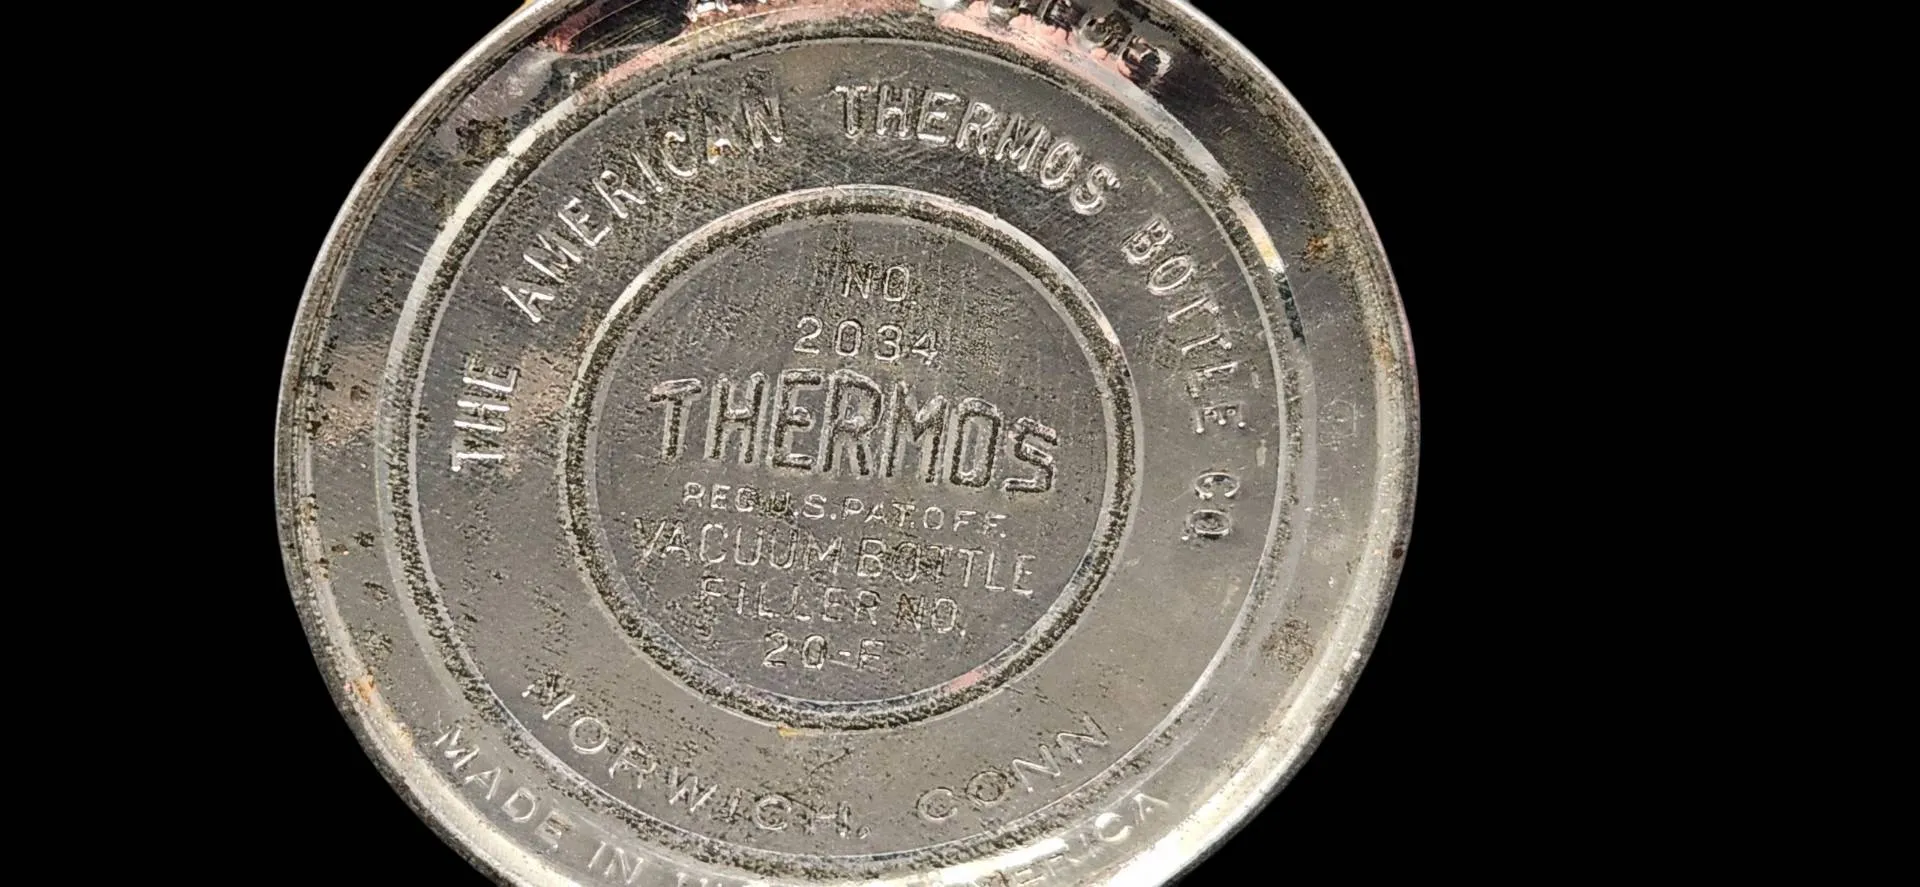 THE AMERICAN THERMOS BOTTLE CO.
NO.
2034
THERMOS
REG U.S.PAT.OFF.
VACUUM BOTTLE
FILLER NO.
20-F
NORWICH, CONN
MADE IN AMERICA